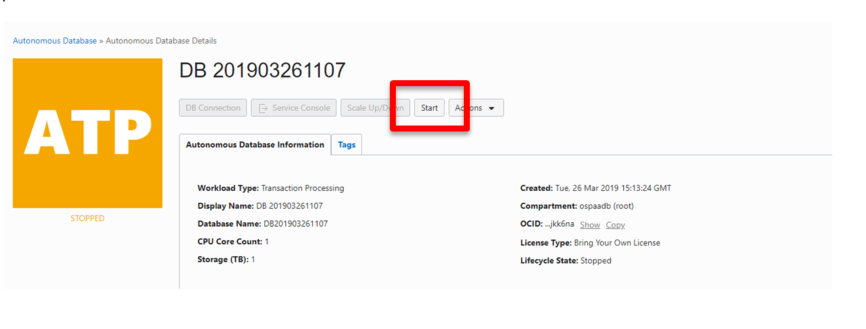 Autonomous Database » Autonomous Database Details
ATP
STOPPED
DB 201903261107
DB Connection Service Console Scale Up/Down Start Actions
Autonomous Database Information Tags
Workload Type: Transaction Processing
Display Name: DB 201903261107
Database Name: DB201903261107
CPU Core Count: 1
Storage (TB): 1
Created: Tue, 26 Mar 2019 15:13:24 GMT
Compartment: ospaadb (root)
OCID: ...jkk6na Show Copy
License Type: Bring Your Own License
Lifecycle State: Stopped